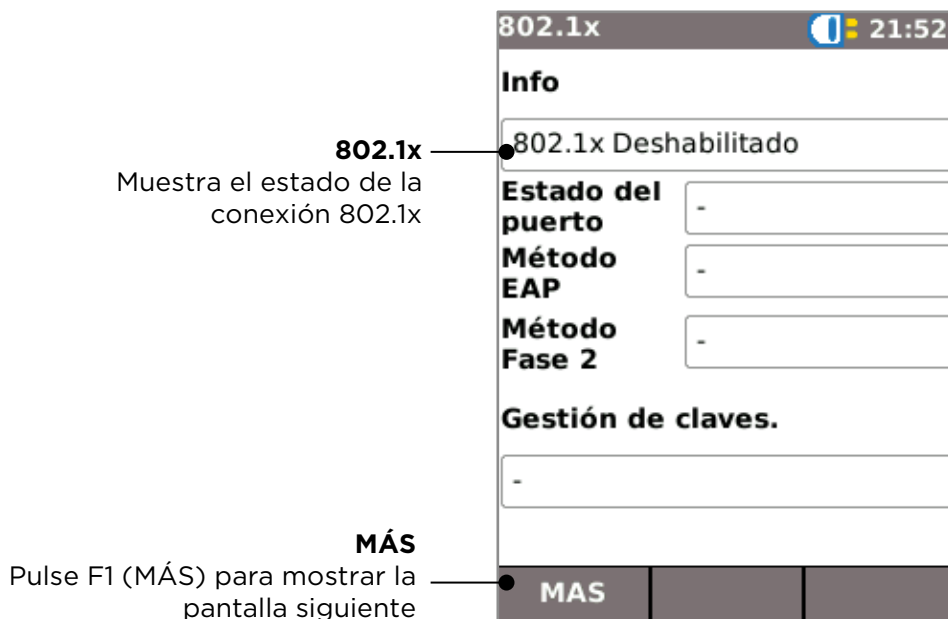 802.1x 21:52
Info
802.1x
Muestra el estado de la
conexión 802.1x
802.1x Deshabilitado
Estado del
puerto
-
Método
EAP
-
Método
Fase 2
-
Gestión de claves.
-
MÁS
Pulse F1 (MÁS) para mostrar la
pantalla siguiente
MAS